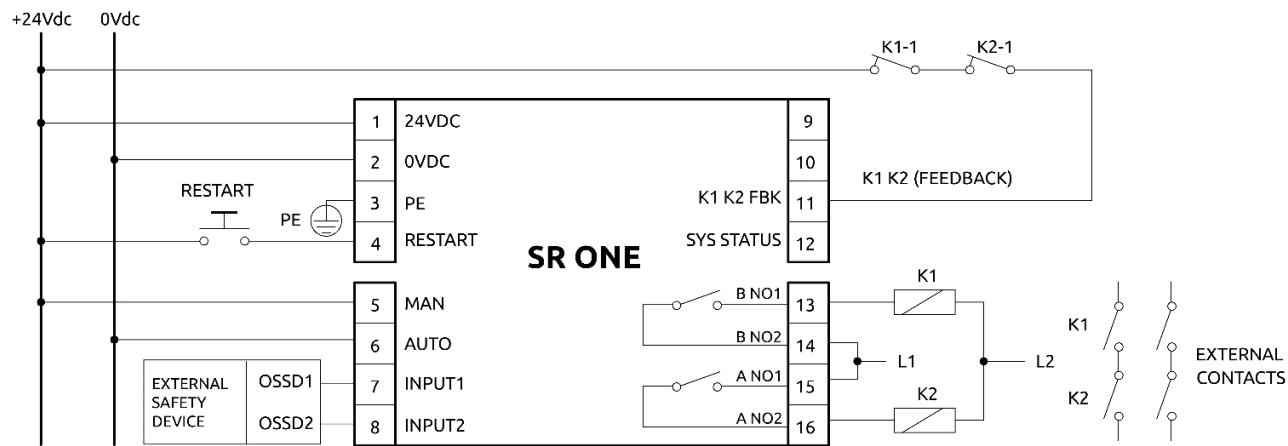 +24Vdc 0Vdc
K1-1 K2-1
1 24VDC 9
2 0VDC 10
K1 K2 (FEEDBACK)
RESTART
3 PE K1 K2 FBK 11
PE
4 RESTART SYS STATUS 12
SR ONE
5 MAN B NO1 13 K1
K1
6 AUTO B NO2 14
L1 L2
EXTERNAL
CONTACTS
EXTERNAL
SAFETY
DEVICE
OSSD1 7 INPUT1 A NO1 15
K2
K2
OSSD2 8 INPUT2 A NO2 16